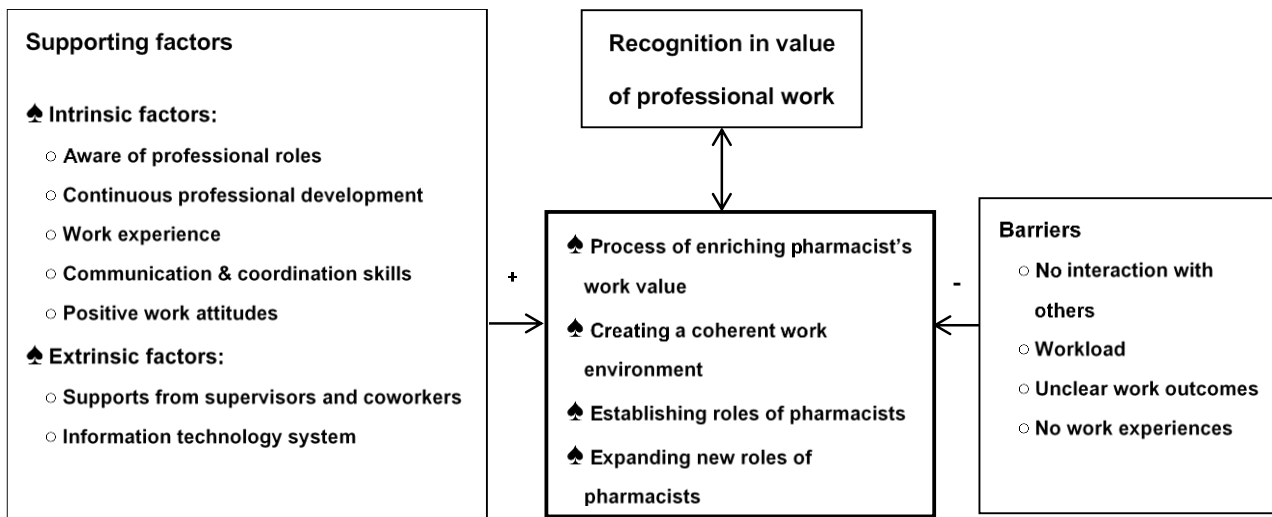 Supporting factors
♠ Intrinsic factors:
○ Aware of professional roles
○ Continuous professional development
○ Work experience
○ Communication & coordination skills
○ Positive work attitudes
♠ Extrinsic factors:
○ Supports from supervisors and coworkers
○ Information technology system
+
Recognition in value
of professional work
♠ Process of enriching pharmacist's
work value
♠ Creating a coherent work
environment
♠ Establishing roles of pharmacists
♠ Expanding new roles of
pharmacists
-
Barriers
○ No interaction with
others
○ Workload
○ Unclear work outcomes
○ No work experiences